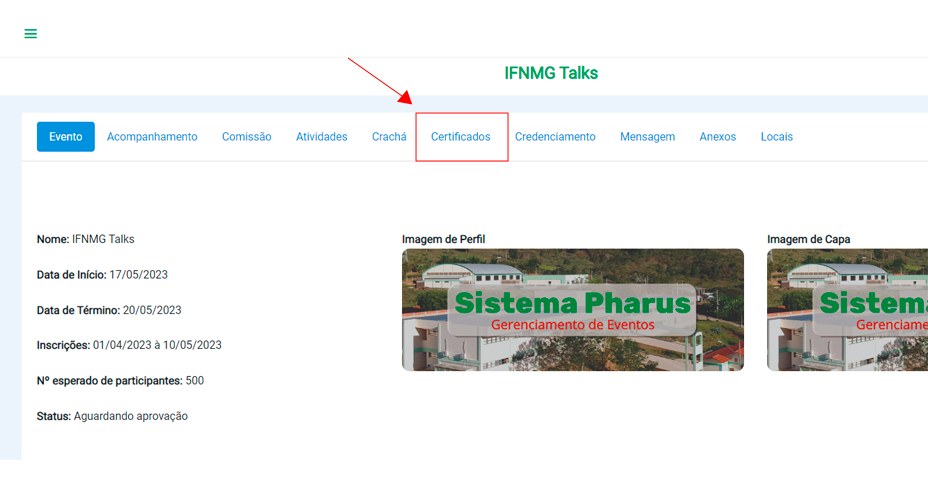 IFNMG Talks
Evento Acompanhamento Comissão Atividades Crachá Certificados Credenciamento Mensagem Anexos Locais
Nome: IFNMG Talks
Data de Início: 17/05/2023
Data de Término: 20/05/2023
Inscrições: 01/04/2023 à 10/05/2023
Nº esperado de participantes: 500
Status: Aguardando aprovação
Imagem de Perfil
Sistema Pharus
Gerenciamento de Eventos
Imagem de Capa
Sistema
Gerenciame